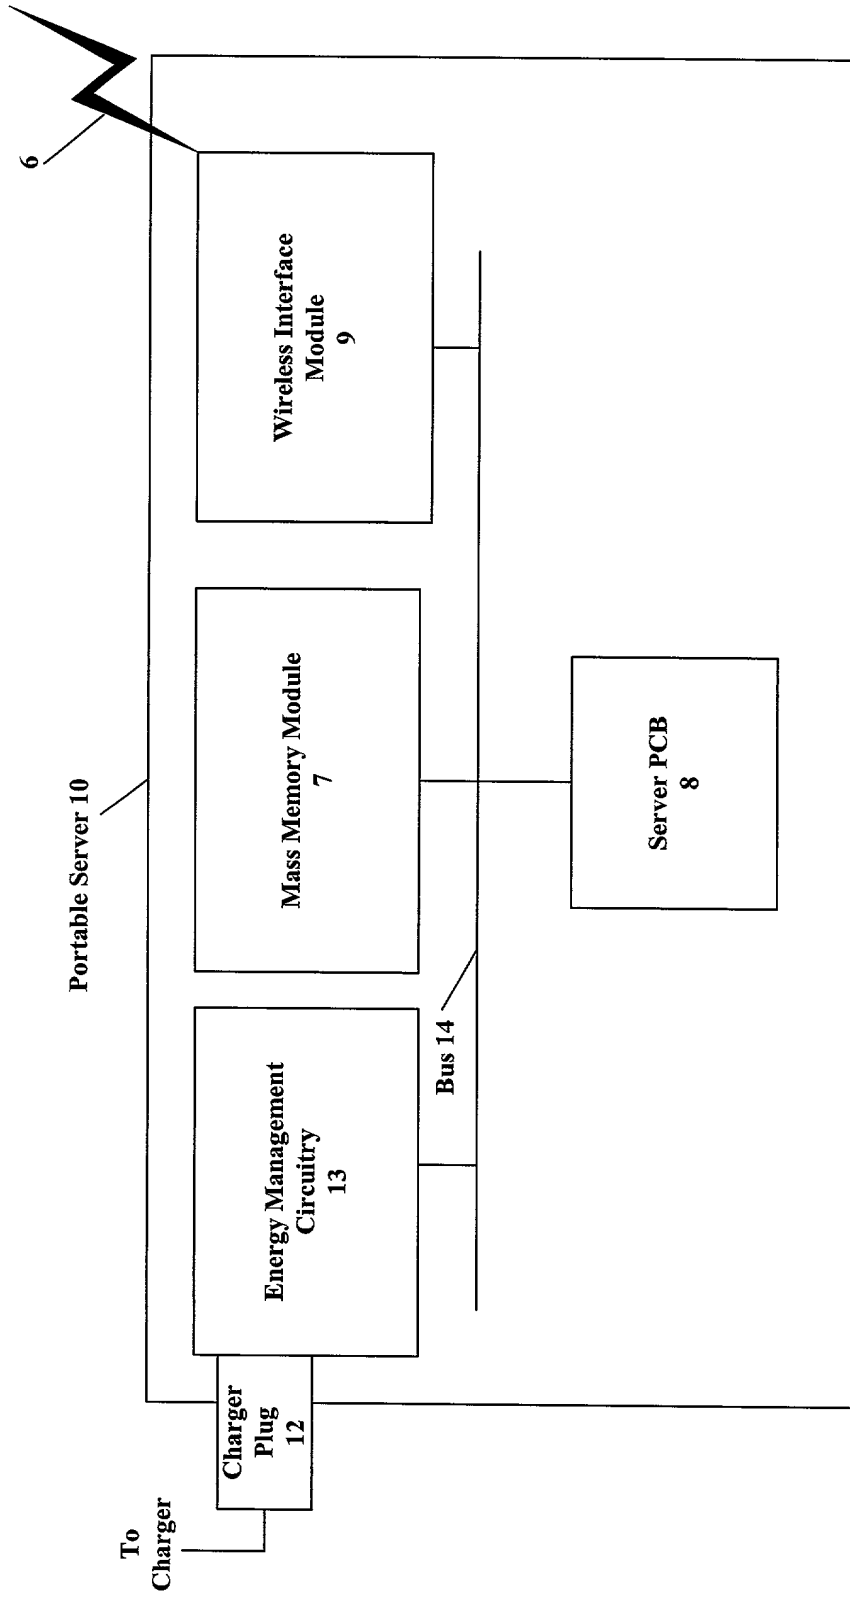 Portable Server 10
6
To
Charger
Charger
Plug
12
Energy Management
Circuitry
13
Mass Memory Module
7
Wireless Interface
Module
9
Bus 14
Server PCB
8